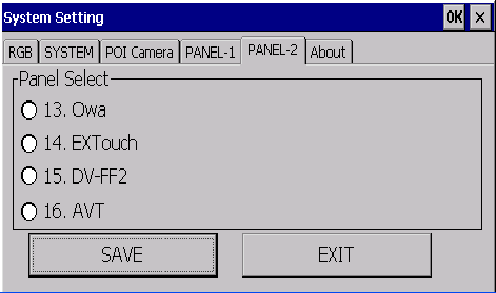 System Setting OK ×
RGB SYSTEM POI Camera PANEL-1 PANEL-2 About
Panel Select
13. Owa
14. EXTouch
15. DV-FF2
16. AVT
SAVE EXIT